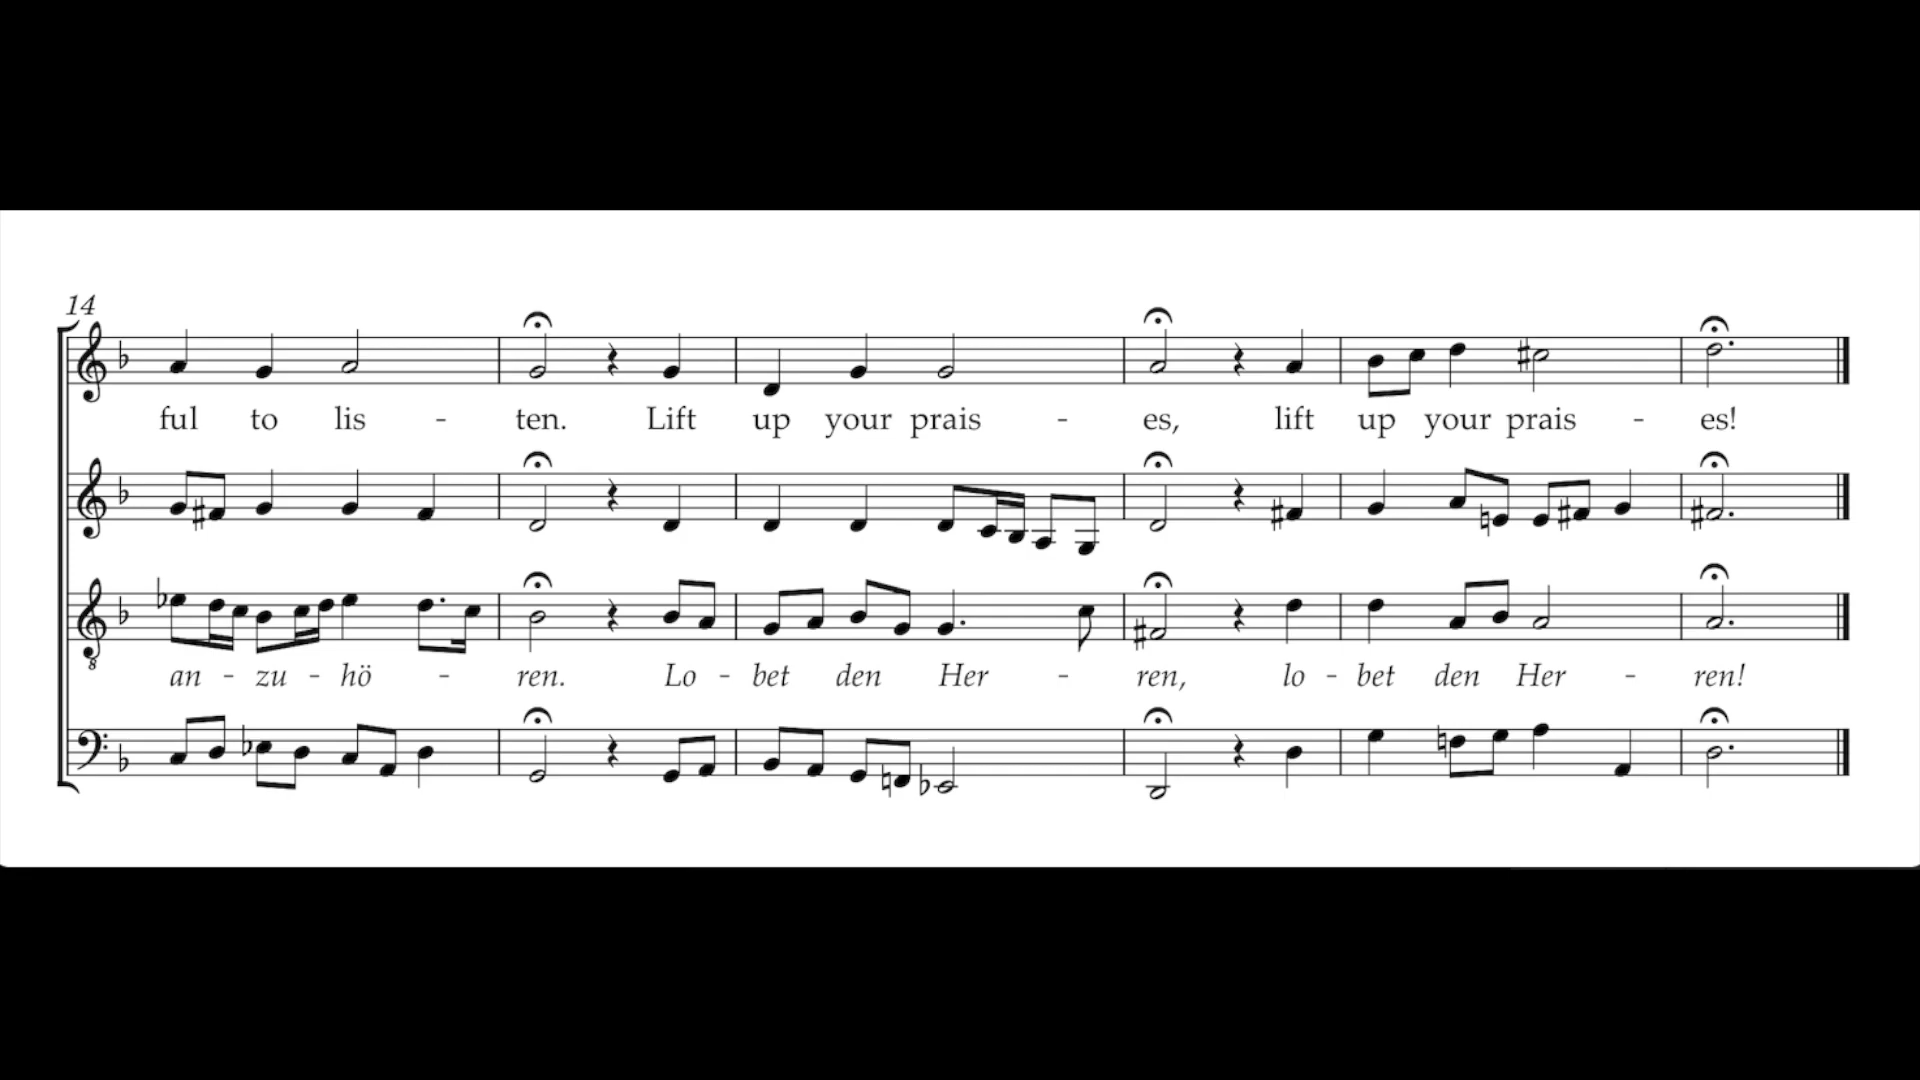 14
ful to lis - ten. Lift up your prais - es, lift up your prais - es!
8
an - zu - hö - ren. Lo - bet den Her - ren, lo - bet den Her - ren!